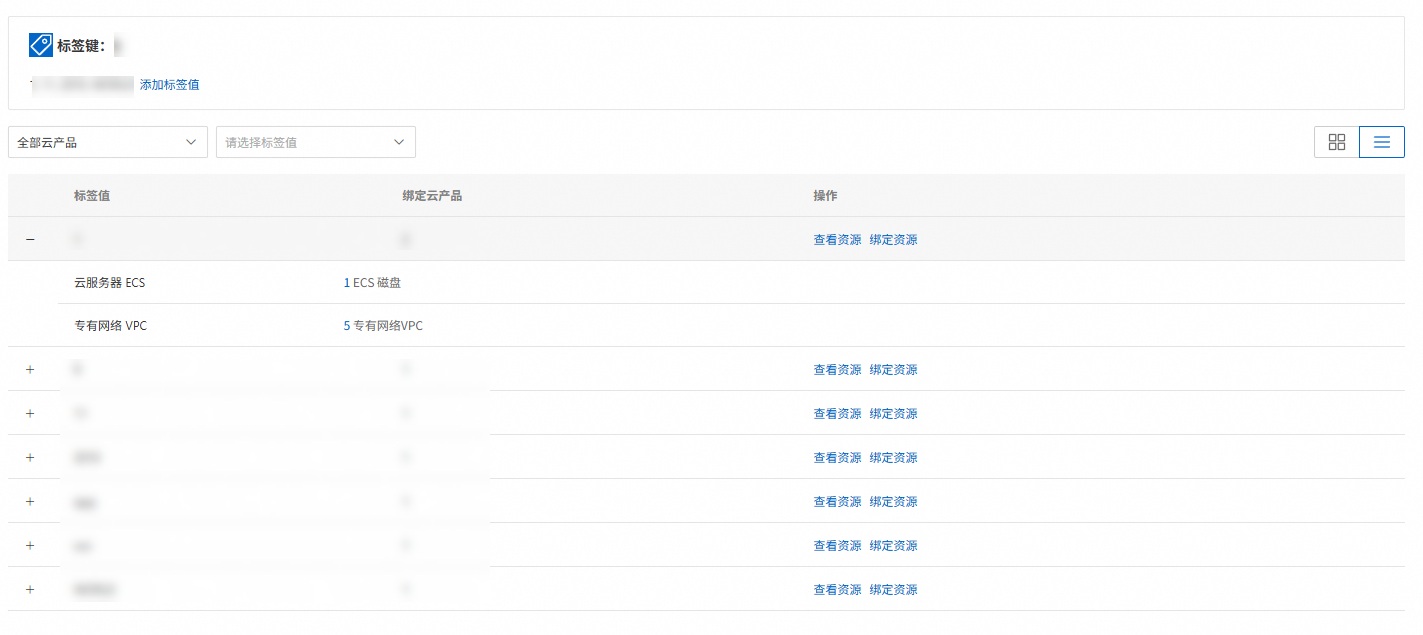 标签键：
添加标签值
全部云产品 请选择标签值
标签值 绑定云产品 操作
查看资源 绑定资源
云服务器 ECS 1 ECS 磁盘
专有网络 VPC 5 专有网络VPC
查看资源 绑定资源
查看资源 绑定资源
查看资源 绑定资源
查看资源 绑定资源
查看资源 绑定资源
查看资源 绑定资源